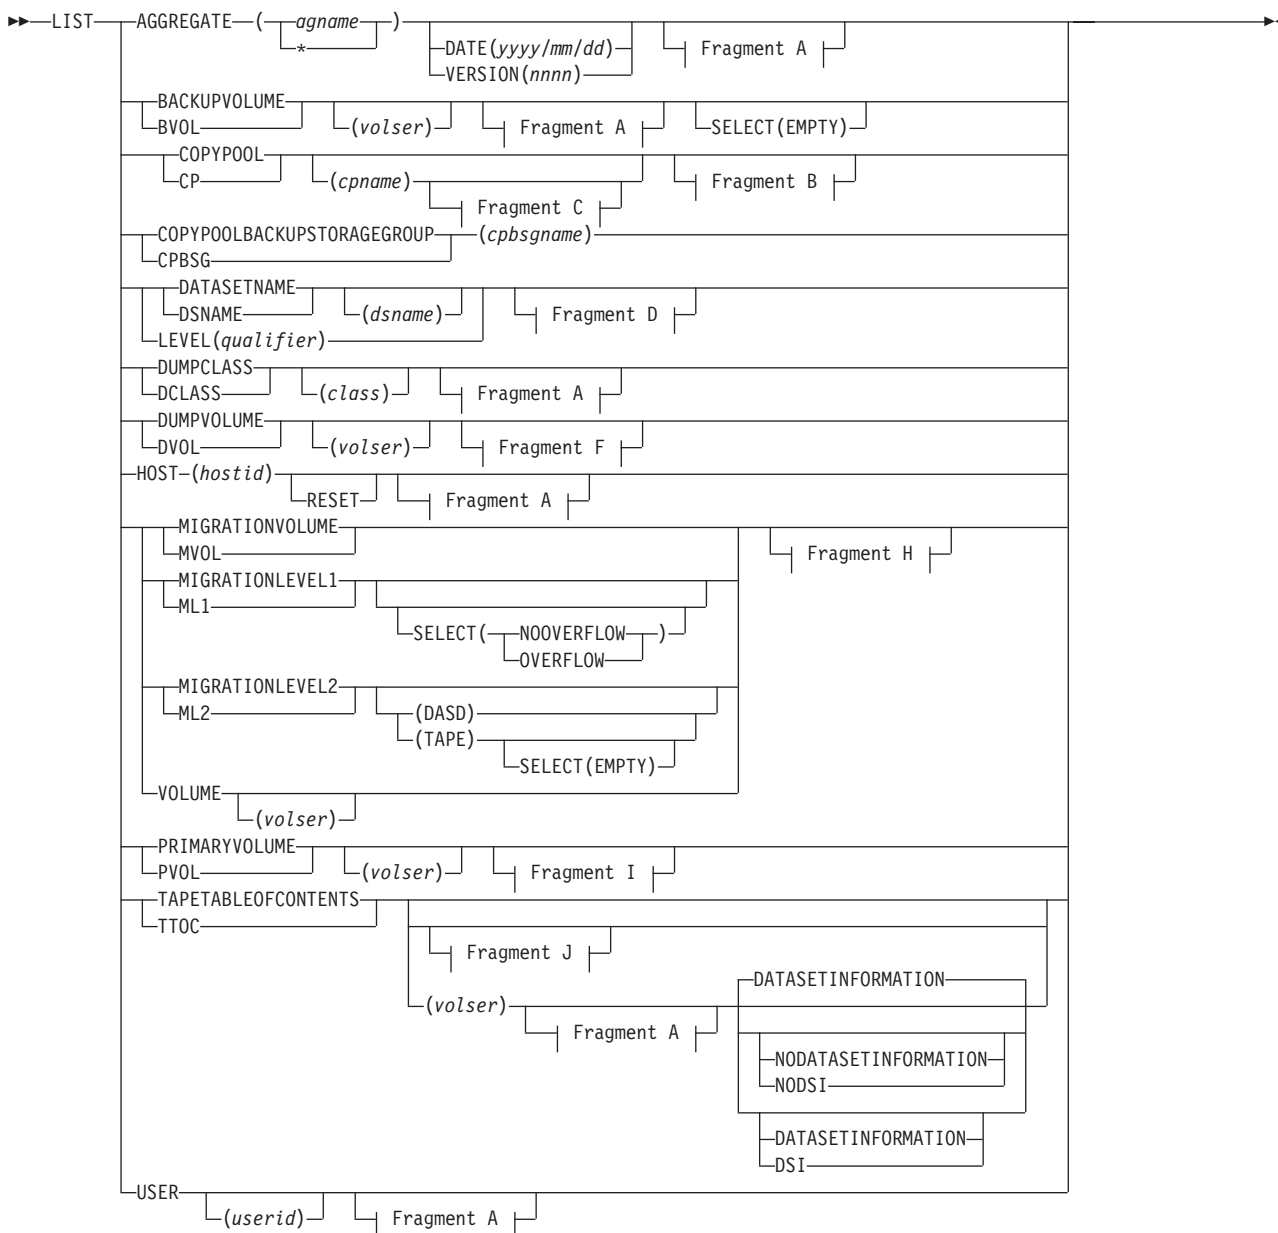 LIST AGGREGATE ( agname )
*
DATE(yyyy/mm/dd) Fragment A
VERSION(nnnn)
BACKUPVOLUME
BVOL (volser) Fragment A SELECT(EMPTY)
COPYPOOL
CP (cpname) Fragment B
Fragment C
COPYPOOLBACKUPSTORAGEGROUP (cpbsgname)
CPBSG
DATASETNAME
DSNAME (dsname) Fragment D
LEVEL(qualifier)
DUMPCLASS
DCLASS (class) Fragment A
DUMPVOLUME
DVOL (volser) Fragment F
HOST (hostid)
RESET Fragment A
MIGRATIONVOLUME
MVOL Fragment H
MIGRATIONLEVEL1
ML1
SELECT( NOOVERFLOW )
OVERFLOW
MIGRATIONLEVEL2
ML2 (DASD)
(TAPE)
SELECT(EMPTY)
VOLUME
(volser)
PRIMARYVOLUME
PVOL (volser) Fragment I
TAPETABLEOFCONTENTS
TTOC
Fragment J
DATASETINFORMATION
(volser)
Fragment A
NODATASETINFORMATION
NODSI
DATASETINFORMATION
DSI
USER
(userid) Fragment A